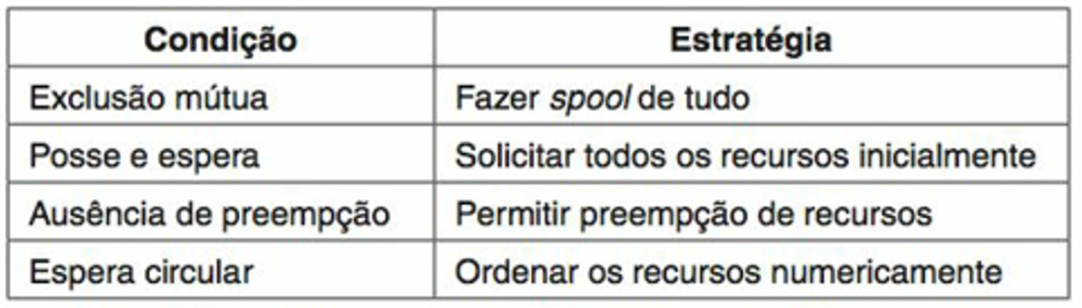 Condição Estratégia
Exclusão mútua Fazer spool de tudo
Posse e espera Solicitar todos os recursos inicialmente
Ausência de preempção Permitir preempção de recursos
Espera circular Ordenar os recursos numericamente